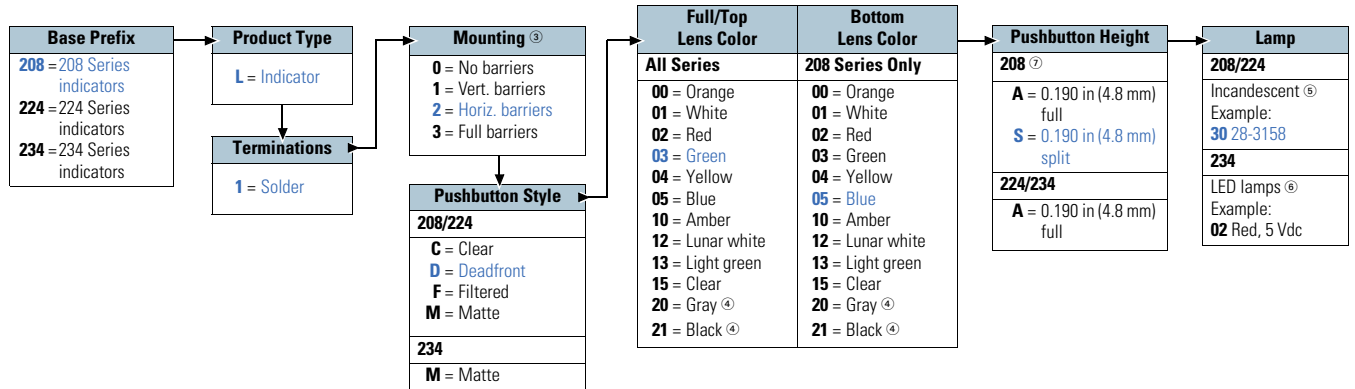 Base Prefix
208 = 208 Series
indicators
224 = 224 Series
indicators
234 = 234 Series
indicators
Product Type
L = Indicator
Terminations
1 = Solder
Mounting ③
0 = No barriers
1 = Vert. barriers
2 = Horiz. barriers
3 = Full barriers
Pushbutton Style
208/224
C = Clear
D = Deadfront
F = Filtered
M = Matte
234
M = Matte
Full/Top
Lens Color
All Series
00 = Orange
01 = White
02 = Red
03 = Green
04 = Yellow
05 = Blue
10 = Amber
12 = Lunar white
13 = Light green
15 = Clear
20 = Gray ④
21 = Black ④
Bottom
Lens Color
208 Series Only
00 = Orange
01 = White
02 = Red
03 = Green
04 = Yellow
05 = Blue
10 = Amber
12 = Lunar white
13 = Light green
15 = Clear
20 = Gray ④
21 = Black ④
Pushbutton Height
208 ⑦
A = 0.190 in (4.8 mm)
full
S = 0.190 in (4.8 mm)
split
224/234
A = 0.190 in (4.8 mm)
full
Lamp
208/224
Incandescent ⑤
Example:
30 28-3158
234
LED lamps ⑥
Example:
02 Red, 5 Vdc